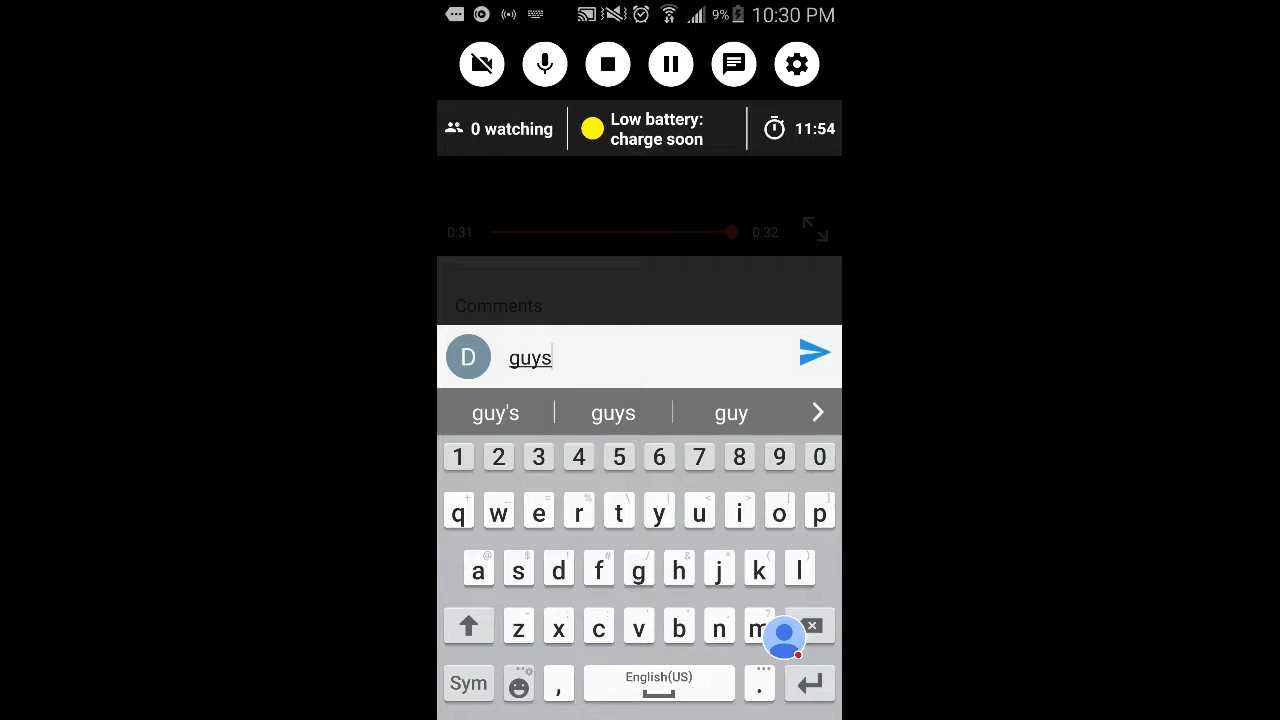 9% 10:30 PM
0 watching
Low battery:
charge soon
11:54
0:31 0:32
Comments
D guys
guy's guys guy
1 2 3 4 5 6 7 8 9 0
q w e r t y u i o p
a s d f g h j k l
z x c v b n m
Sym , English(US) .